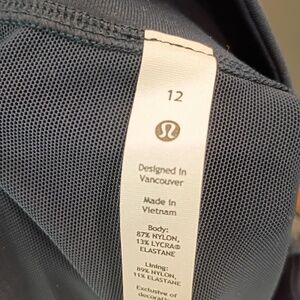 12
Designed in
Vancouver
Made in
Vietnam
Body:
87% NYLON,
13% LYCRA®
ELASTANE
Lining:
89% NYLON,
11% ELASTANE
Exclusive of